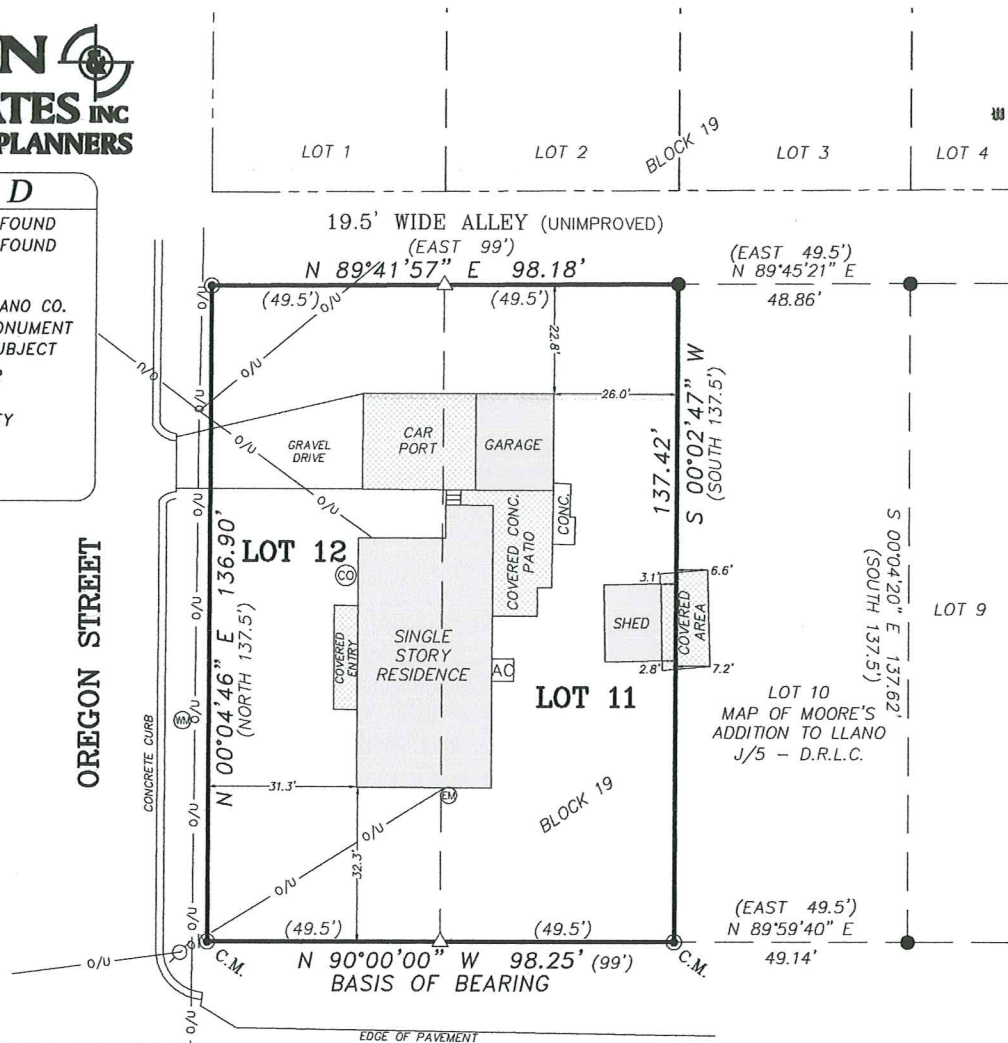 N &
ATES INC
PLANNERS
D
FOUND
FOUND
ANO CO.
ONUMENT
UBJECT
TY
LOT 1
LOT 2
BLOCK 19
LOT 3
LOT 4
19.5' WIDE ALLEY (UNIMPROVED)
(EAST 99')
N 89°41'57" E 98.18'
(49.5')
(49.5')
(EAST 49.5')
N 89°45'21" E
48.86'
O/U
O/U
O/U
O/U
O/U
O/U
22.8'
26.0'
CAR
PORT
GARAGE
GRAVEL
DRIVE
O/U
O/U
137.42'
S 00°02'47" W
(SOUTH 137.5')
CONC.
COVERED CONC.
PATIO
LOT 12
CO
OREGON STREET
N 00°04'46" E 136.90'
(NORTH 137.5')
O/U
3.1'
6.6'
SHED
COVERED
AREA
2.8'
7.2'
S 00°04'20" E 137.62'
(SOUTH 137.5')
LOT 9
COVERED
ENTRY
SINGLE
STORY
RESIDENCE
AC
LOT 11
LOT 10
MAP OF MOORE'S
ADDITION TO LLANO
J/5 - D.R.L.C.
WM
O/U
CONCRETE CURB
31.3'
EM
BLOCK 19
O/U
O/U
32.3'
O/U
O/U
(49.5')
(49.5')
(EAST 49.5')
N 89°59'40" E
49.14'
C.M.
N 90°00'00" W 98.25' (99')
C.M.
BASIS OF BEARING
O/U
O/U
EDGE OF PAVEMENT